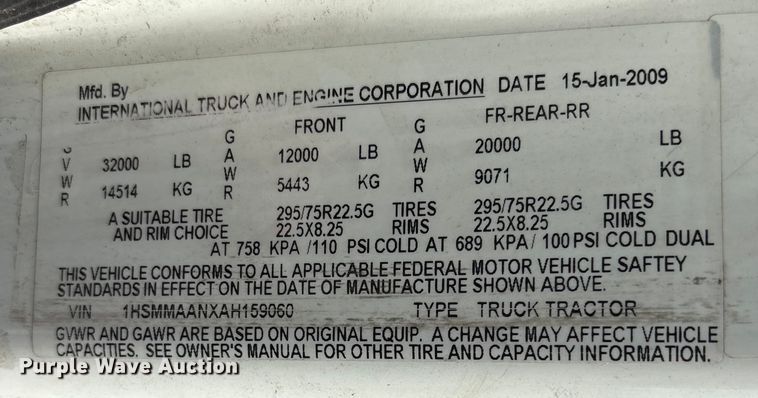 Mfd. By
INTERNATIONAL TRUCK AND ENGINE CORPORATION DATE 15-Jan-2009
FRONT FR-REAR-RR
GVWR 32000 LB GAWR 12000 LB GAWR 20000 LB
14514 KG 5443 KG 9071 KG
A SUITABLE TIRE 295/75R22.5G TIRES 295/75R22.5G TIRES
AND RIM CHOICE 22.5X8.25 RIMS 22.5X8.25 RIMS
AT 758 KPA /110 PSI COLD AT 689 KPA / 100 PSI COLD DUAL
THIS VEHICLE CONFORMS TO ALL APPLICABLE FEDERAL MOTOR VEHICLE SAFTEY
STANDARDS IN EFFECT ON THE DATE OF MANUFACTURE SHOWN ABOVE.
VIN 1HSMMAANXAH159060 TYPE TRUCK TRACTOR
GVWR AND GAWR ARE BASED ON ORIGINAL EQUIP. A CHANGE MAY AFFECT VEHICLE
CAPACITIES. SEE OWNER'S MANUAL FOR OTHER TIRE AND CAPACITY INFORMATION.
Purple Wave Auction